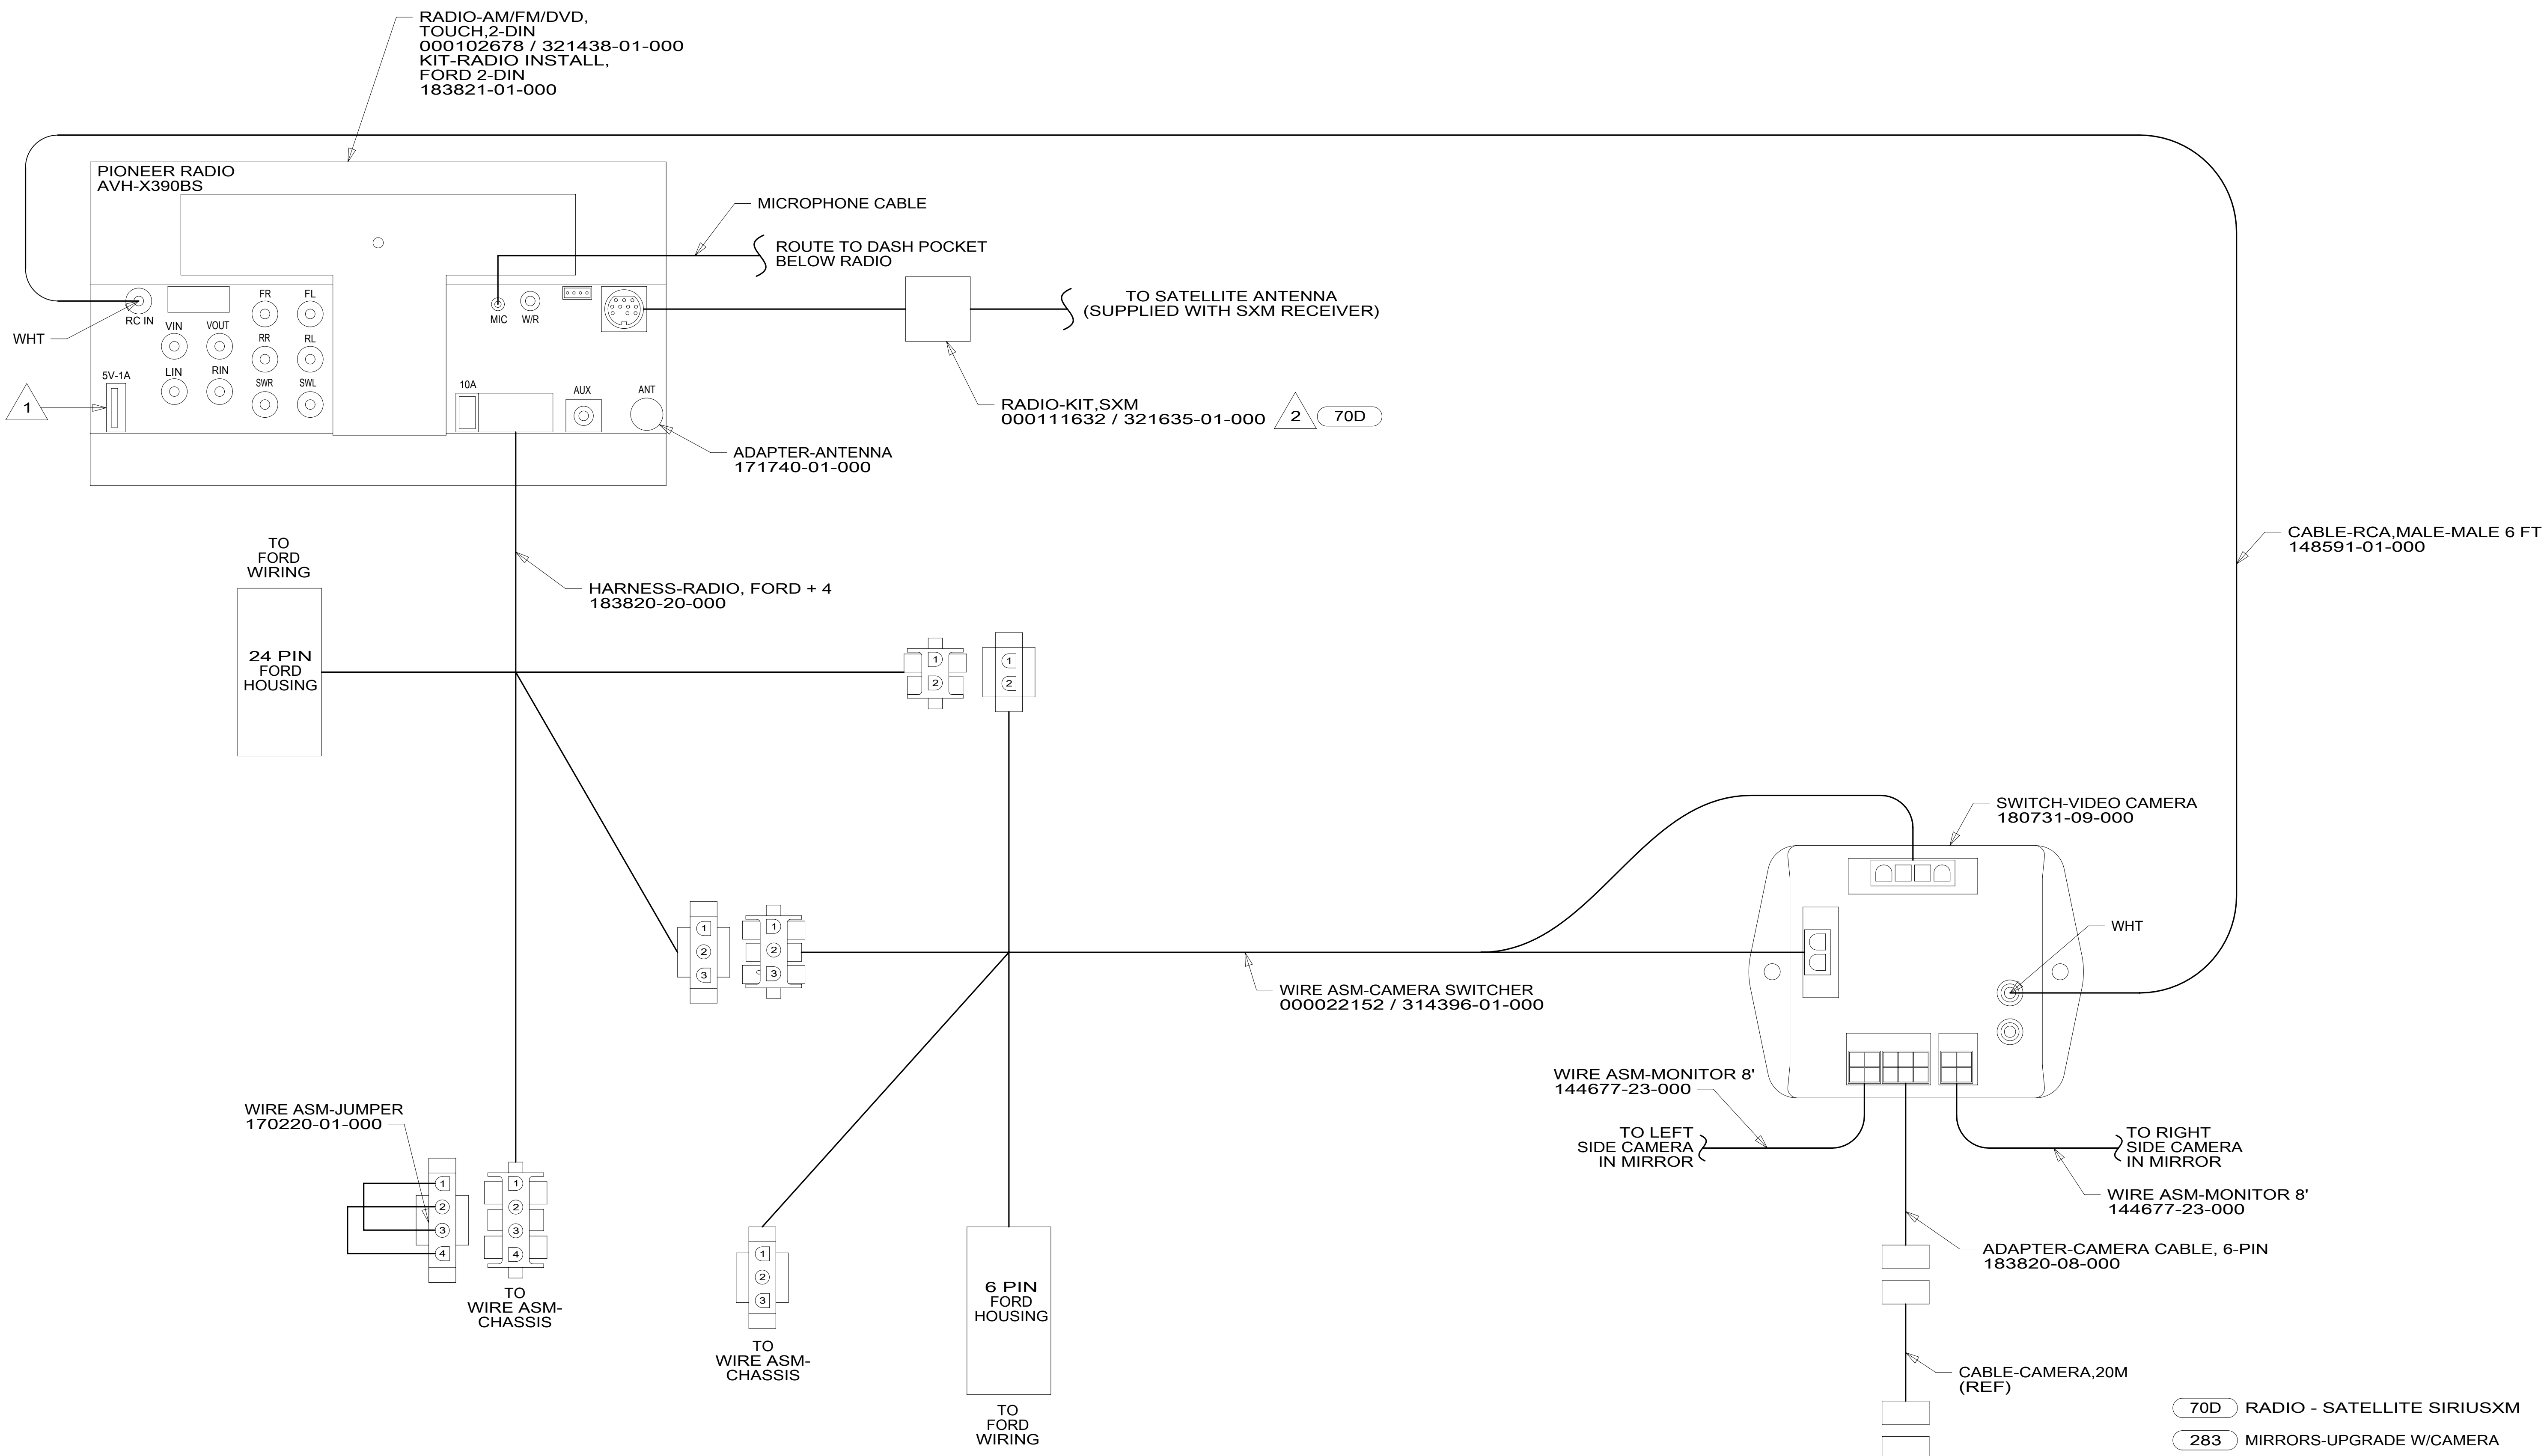 RADIO-AM/FM/DVD,
TOUCH,2-DIN
000102678 / 321438-01-000
KIT-RADIO INSTALL,
FORD 2-DIN
183821-01-000
PIONEER RADIO
AVH-X390BS
MICROPHONE CABLE
ROUTE TO DASH POCKET
BELOW RADIO
TO SATELLITE ANTENNA
(SUPPLIED WITH SXM RECEIVER)
RC IN
FR
FL
VIN
VOUT
RR
RL
LIN
RIN
SWR
SWL
MIC
W/R
WHT
5V-1A
1
10A
AUX
ANT
RADIO-KIT,SXM
000111632 / 321635-01-000
2
70D
ADAPTER-ANTENNA
171740-01-000
CABLE-RCA,MALE-MALE 6 FT
148591-01-000
TO
FORD
WIRING
HARNESS-RADIO, FORD + 4
183820-20-000
24 PIN
FORD
HOUSING
1
2
1
2
SWITCH-VIDEO CAMERA
180731-09-000
WHT
1
2
3
1
2
3
WIRE ASM-CAMERA SWITCHER
000022152 / 314396-01-000
WIRE ASM-MONITOR 8'
144677-23-000
WIRE ASM-JUMPER
170220-01-000
TO LEFT
SIDE CAMERA
IN MIRROR
TO RIGHT
SIDE CAMERA
IN MIRROR
WIRE ASM-MONITOR 8'
144677-23-000
1
2
3
4
1
2
3
4
TO
WIRE ASM-
CHASSIS
1
2
3
TO
WIRE ASM-
CHASSIS
6 PIN
FORD
HOUSING
TO
FORD
WIRING
ADAPTER-CAMERA CABLE, 6-PIN
183820-08-000
CABLE-CAMERA,20M
(REF)
70D RADIO - SATELLITE SIRIUSXM
283 MIRRORS-UPGRADE W/CAMERA